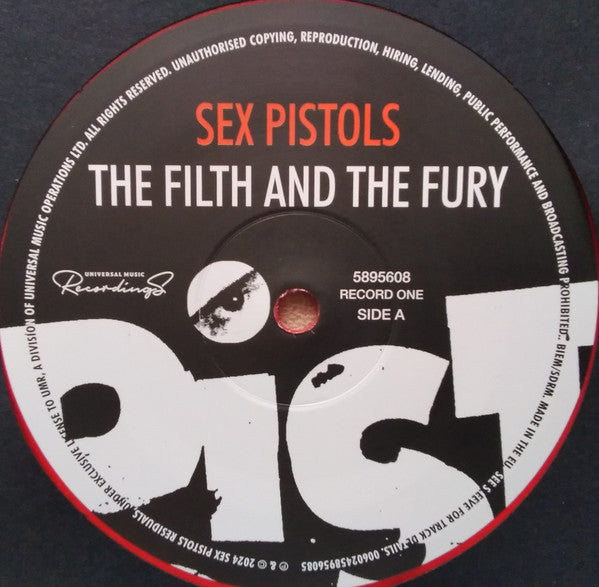 SEX PISTOLS
THE FILTH AND THE FURY
UNIVERSAL MUSIC
Recordings
5895608
RECORD ONE
SIDE A
PIST
℗ & © 2024 SEX PISTOLS RESIDUALS, UNDER EXCLUSIVE LICENSE TO UMR, A DIVISION OF UNIVERSAL MUSIC OPERATIONS LTD. ALL RIGHTS RESERVED. UNAUTHORISED COPYING, REPRODUCTION, HIRING, LENDING, PUBLIC PERFORMANCE AND BROADCASTING PROHIBITED.. BIEM/SDRM. MADE IN THE EU. SEE SLEEVE FOR TRACK DETAILS. 00602458956085